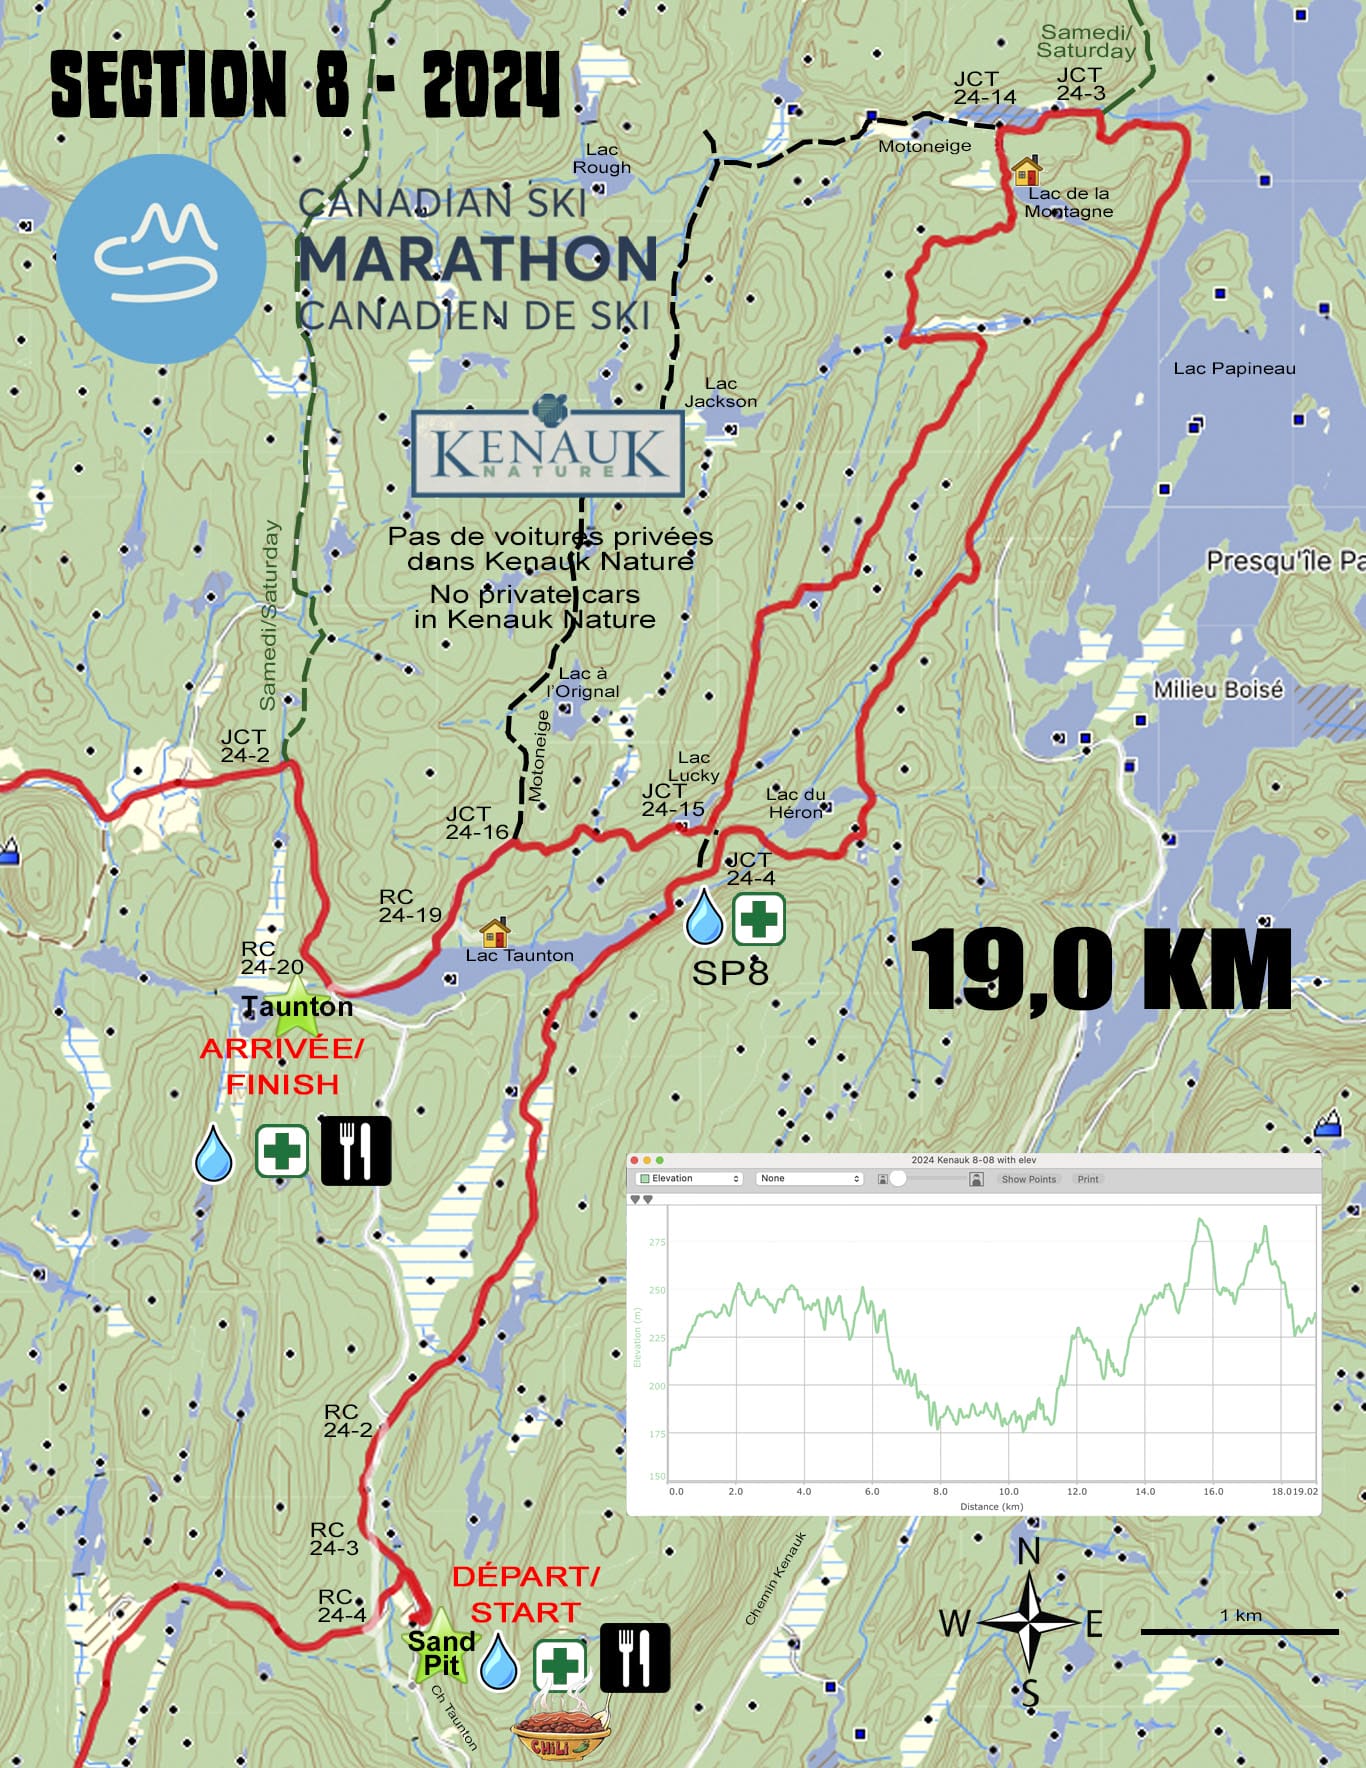 SECTION 8 - 2024
CANADIAN SKI
MARATHON
CANADIEN DE SKI
Samedi/
Saturday
JCT
24-14
JCT
24-3
Motoneige
Lac
Rough
Lac de la
Montagne
Lac Papineau
Lac
Jackson
KENAUK
NATURE
Pas de voitures privées
dans Kenauk Nature
No private cars
in Kenauk Nature
Presqu'île Pa
Samedi/Saturday
Lac à
l'Orignal
Milieu Boisé
Motoneige
JCT
24-2
Lac
Lucky
JCT
24-15
Lac du
Héron
JCT
24-16
JCT
24-4
RC
24-19
SP8
Lac Taunton
19,0 KM
RC
24-20
Taunton
ARRIVÉE/
FINISH
2024 Kenauk 8-08 with elev
Elevation
None
Show Points
Print
275
250
225
200
175
150
Elevation (m)
0.0 2.0 4.0 6.0 8.0 10.0 12.0 14.0 16.0 18.019.02
Distance (km)
RC
24-2
RC
24-3
RC
24-4
DÉPART/
START
Sand
Pit
CHILI
Ch Taunton
Chemin Kenauk
N
W E
S
1 km